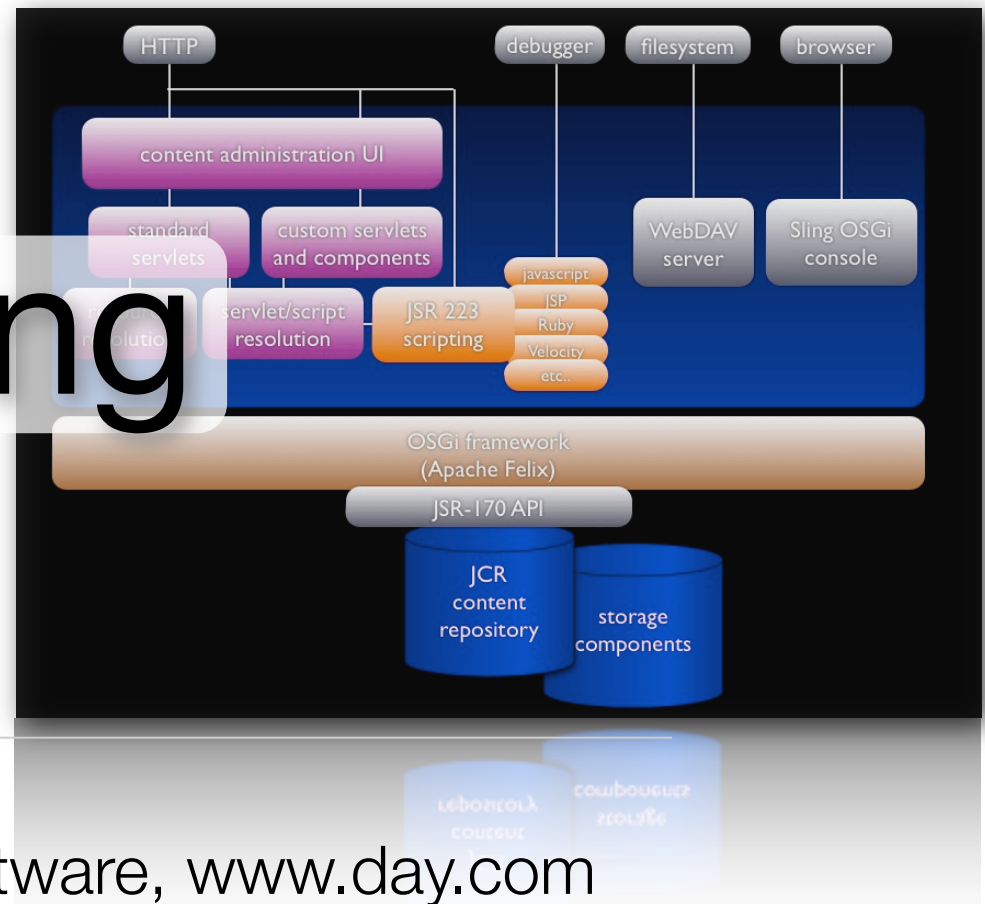 HTTP
debugger
filesystem
browser
content administration UI
standard
servlets
custom servlets
and components
WebDAV
server
Sling OSGi
console
ng
servlet/script
resolution
JSR 223
scripting
javascript
JSP
Ruby
Velocity
etc..
OSGi framework
(Apache Felix)
JSR-170 API
JCR
content
repository
storage
components
tware, www.day.com